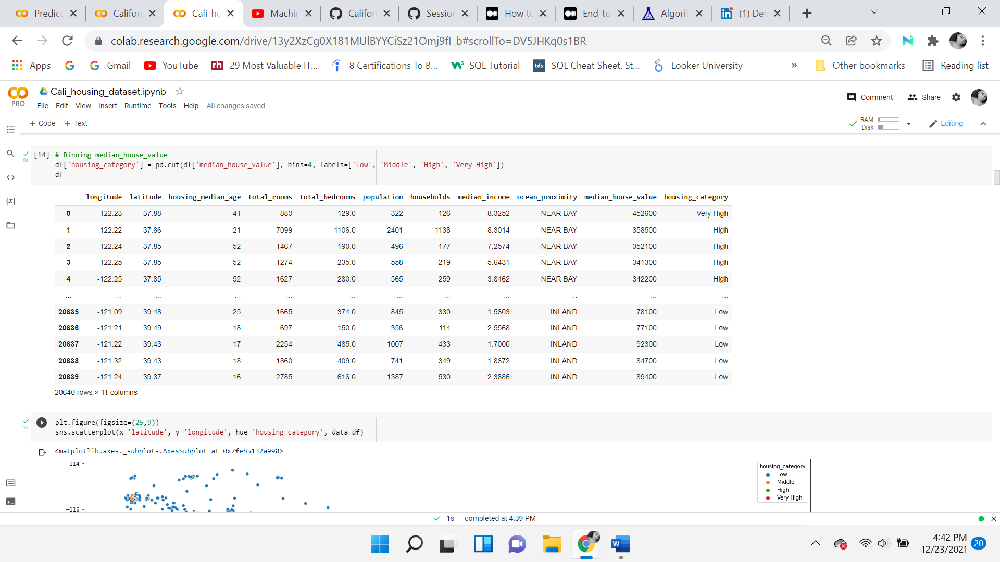 Predict
Califor
Cali_hc
Machin
Califor
Session
How to
End-to
Algorit
(1) Der
colab.research.google.com/drive/13y2XzCg0X181MUlBYYCiSz21Omj9fI_b#scrollTo=DV5JHKq0s1BR
Apps
Gmail
YouTube
29 Most Valuable IT...
8 Certifications To B...
SQL Tutorial
SQL Cheat Sheet. St...
Looker University
»
Other bookmarks
Reading list
Cali_housing_dataset.ipynb
PRO
File Edit View Insert Runtime Tools Help All changes saved
Comment
Share
+ Code + Text
RAM
Disk
Editing
[14] # Binning median_house_value
0s
df['housing_category'] = pd.cut(df['median_house_value'], bins=4, labels=['Low', 'Middle', 'High', 'Very High'])
df
longitude latitude housing_median_age total_rooms total_bedrooms population households median_income ocean_proximity median_house_value housing_category
0 -122.23 37.88 41 880 129.0 322 126 8.3252 NEAR BAY 452600 Very High
1 -122.22 37.86 21 7099 1106.0 2401 1138 8.3014 NEAR BAY 358500 High
2 -122.24 37.85 52 1467 190.0 496 177 7.2574 NEAR BAY 352100 High
3 -122.25 37.85 52 1274 235.0 558 219 5.6431 NEAR BAY 341300 High
4 -122.25 37.85 52 1627 280.0 565 259 3.8462 NEAR BAY 342200 High
... ... ... ... ... ... ... ... ... ... ... ...
20635 -121.09 39.48 25 1665 374.0 845 330 1.5603 INLAND 78100 Low
20636 -121.21 39.49 18 697 150.0 356 114 2.5568 INLAND 77100 Low
20637 -121.22 39.43 17 2254 485.0 1007 433 1.7000 INLAND 92300 Low
20638 -121.32 39.43 18 1860 409.0 741 349 1.8672 INLAND 84700 Low
20639 -121.24 39.37 16 2785 616.0 1387 530 2.3886 INLAND 89400 Low
20640 rows × 11 columns
plt.figure(figsize=(25,9))
1s
sns.scatterplot(x='latitude', y='longitude', hue='housing_category', data=df)
<matplotlib.axes._subplots.AxesSubplot at 0x7feb5132a990>
−114
housing_category
Low
Middle
High
Very High
−116
1s completed at 4:39 PM
4:42 PM
12/23/2021
20